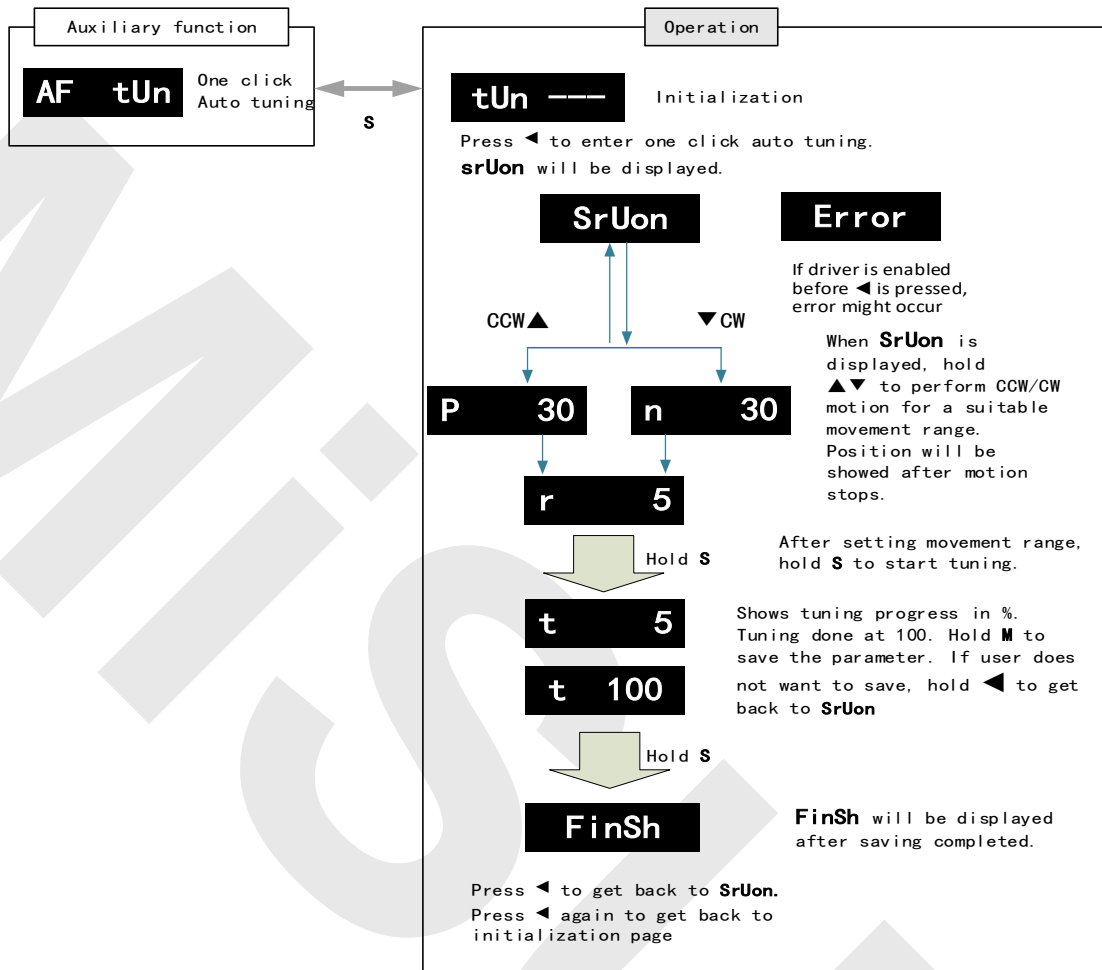 Auxiliary function
Operation
AF tUn
One click
Auto tuning
S
tUn ---
Initialization
Press ◀ to enter one click auto tuning.
srUon will be displayed.
SrUon
Error
If driver is enabled
before ◀ is pressed,
error might occur
CCW▲
▼CW
When SrUon is
displayed, hold
▲▼ to perform CCW/CW
motion for a suitable
movement range.
Position will be
showed after motion
stops.
P 30
n 30
r 5
Hold S
After setting movement range,
hold S to start tuning.
t 5
Shows tuning progress in %.
Tuning done at 100. Hold M to
save the parameter. If user does
not want to save, hold ◀ to get
back to SrUon
t 100
Hold S
FinSh
FinSh will be displayed
after saving completed.
Press ◀ to get back to SrUon.
Press ◀ again to get back to
initialization page